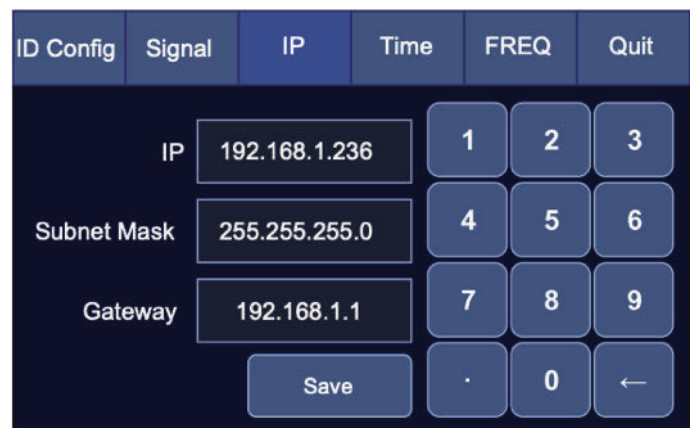 ID Config Signal IP Time FREQ Quit
IP 192.168.1.236 1 2 3
Subnet Mask 255.255.255.0 4 5 6
Gateway 192.168.1.1 7 8 9
Save . 0 ←